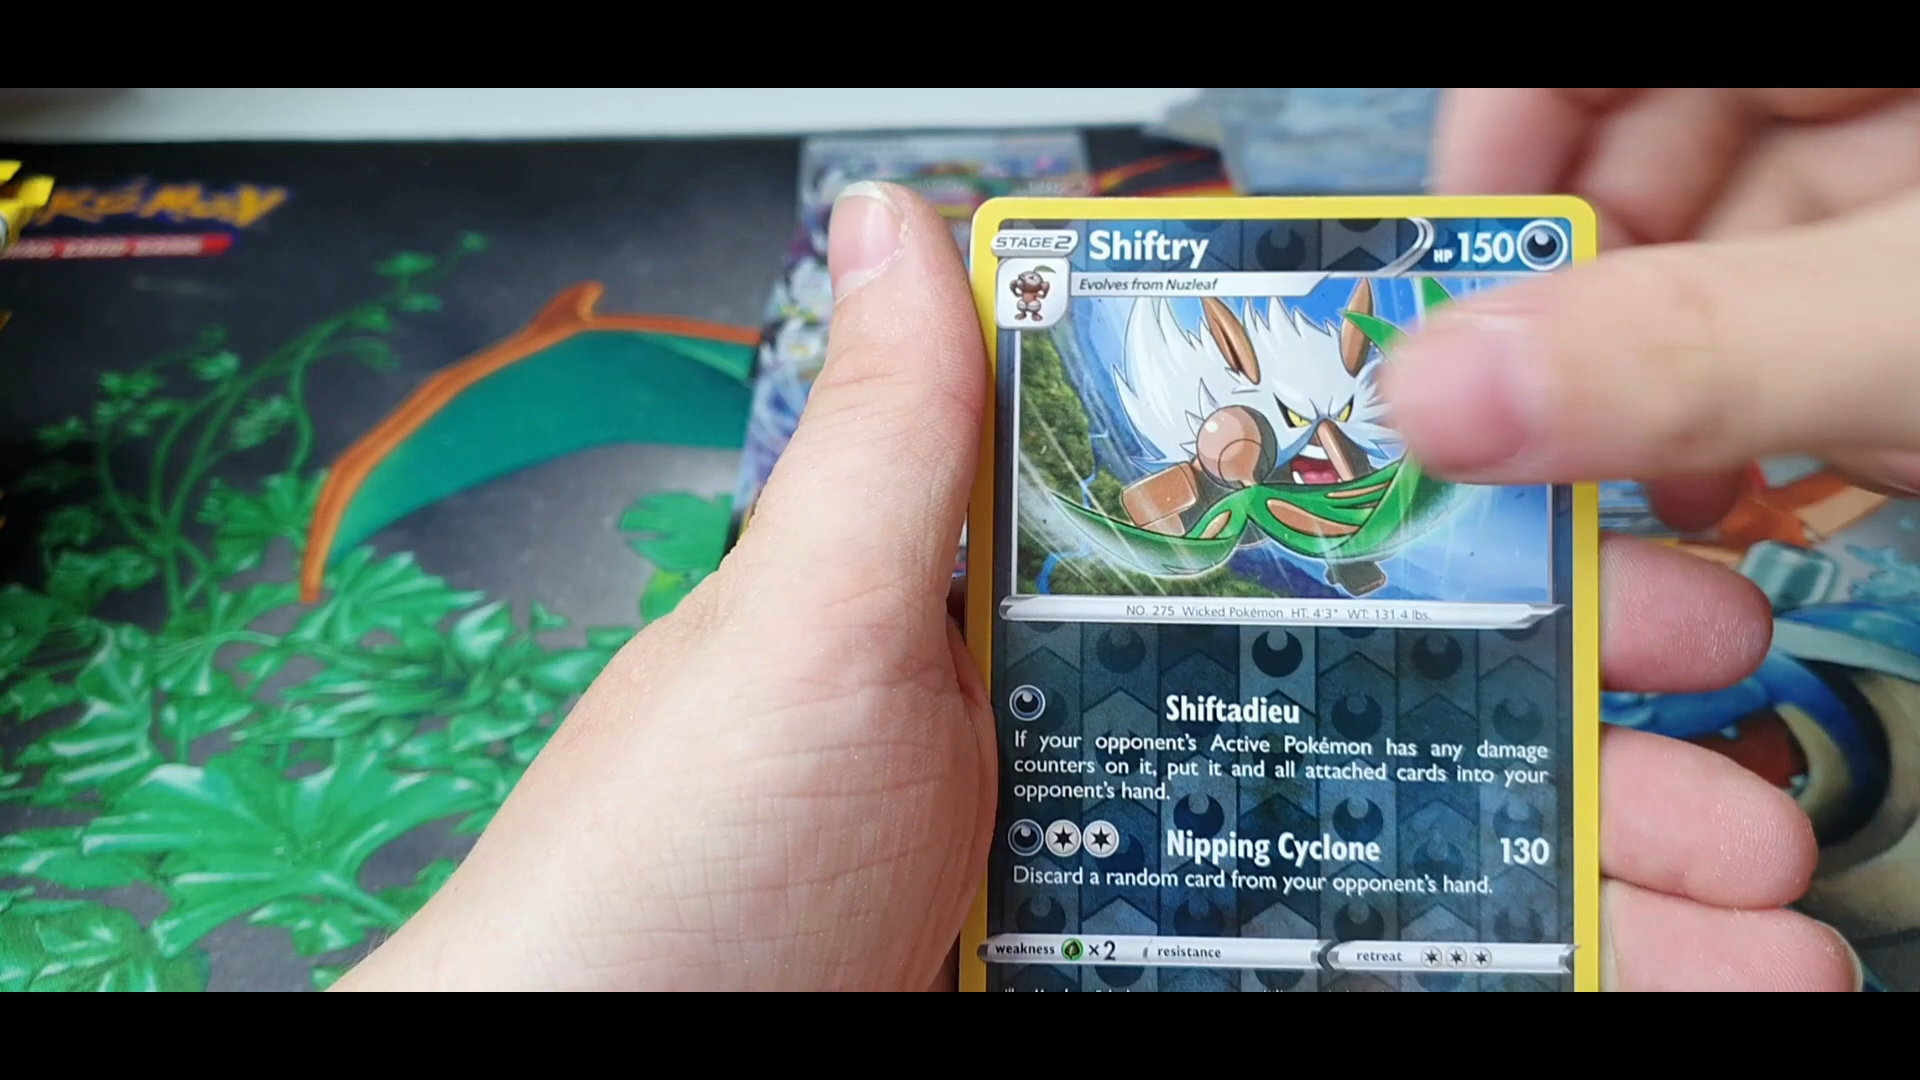 STAGE2 Shiftry HP 150
Evolves from Nuzleaf
NO. 275 Wicked Pokémon HT: 4'3" WT: 131.4 lbs.
Shiftadieu
If your opponent's Active Pokémon has any damage
counters on it, put it and all attached cards into your
opponent's hand.
Nipping Cyclone 130
Discard a random card from your opponent's hand.
weakness ×2 resistance retreat